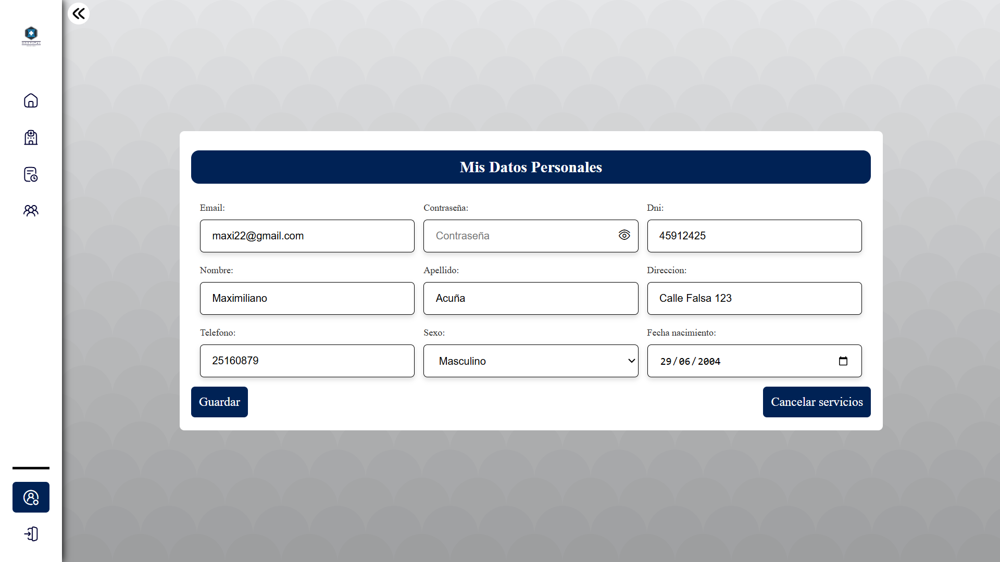 HOSPITAL
Mis Datos Personales
Email:
Contraseña:
Dni:
maxi22@gmail.com
Contraseña
45912425
Nombre:
Apellido:
Direccion:
Maximiliano
Acuña
Calle Falsa 123
Telefono:
Sexo:
Fecha nacimiento:
25160879
Masculino
29/06/2004
Guardar
Cancelar servicios